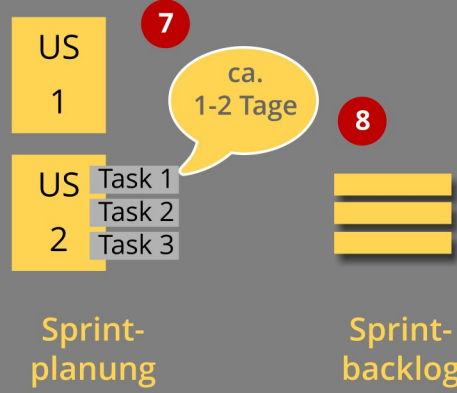 7
US
1
ca.
1-2 Tage
8
US
2
Task 1
Task 2
Task 3
Sprint-
planung
Sprint-
backlog